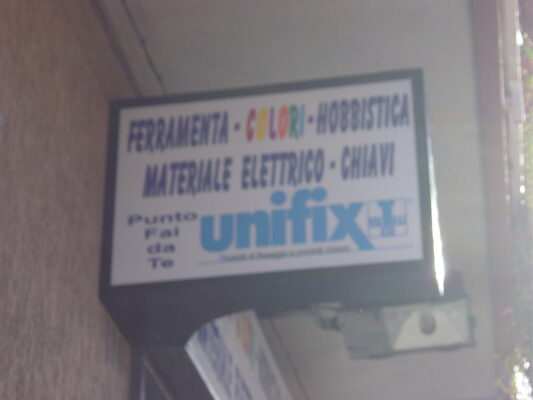 FERRAMENTA - COLORI - HOBBISTICA
MATERIALE ELETTRICO - CHIAVI
Punto
Fai
da
Te
unifix